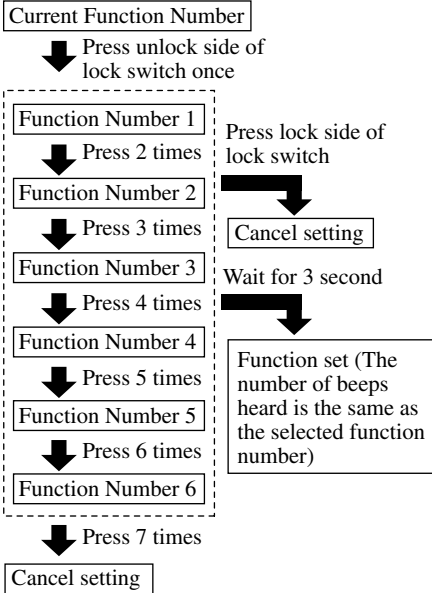 Current Function Number
Press unlock side of
lock switch once
Function Number 1
Press 2 times
Function Number 2
Press 3 times
Function Number 3
Press 4 times
Function Number 4
Press 5 times
Function Number 5
Press 6 times
Function Number 6
Press 7 times
Cancel setting
Press lock side of
lock switch
Cancel setting
Wait for 3 second
Function set (The
number of beeps
heard is the same as
the selected function
number)